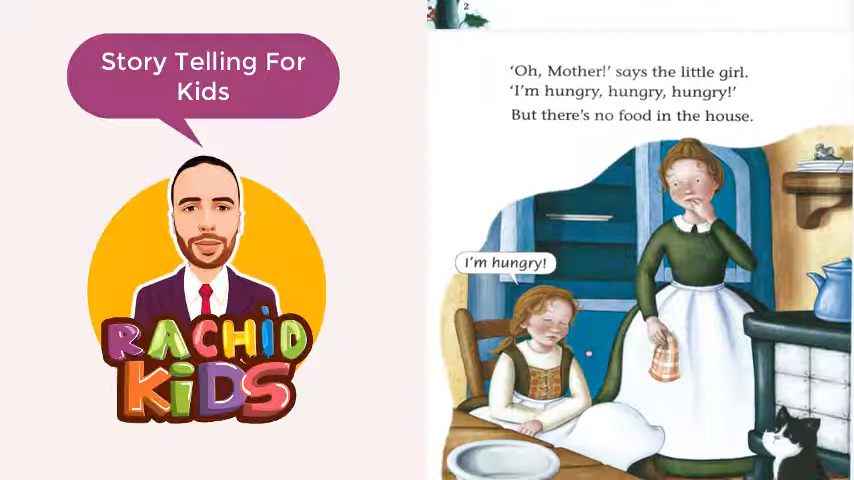 Story Telling For
Kids
RACHID
KiDS
2
‘Oh, Mother!’ says the little girl.
‘I’m hungry, hungry, hungry!’
But there’s no food in the house.
I’m hungry!